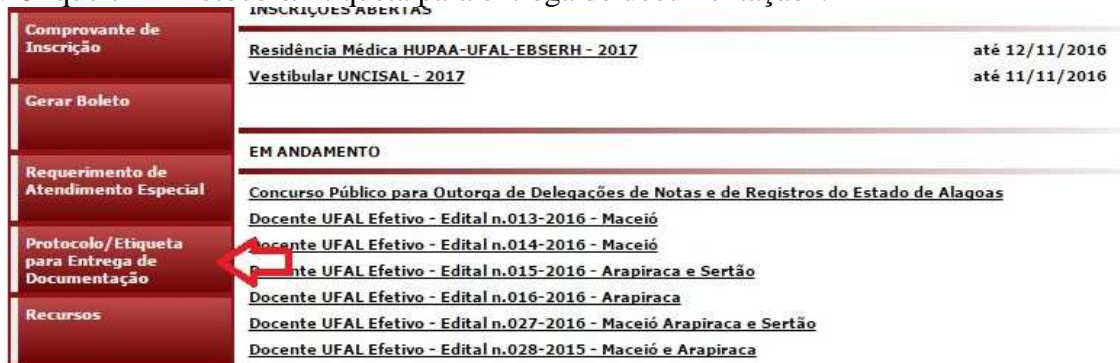 Comprovante de
Inscrição
Gerar Boleto
Requerimento de
Atendimento Especial
Protocolo/Etiqueta
para Entrega de
Documentação
Recursos
INSCRIÇÕES ABERTAS
Residência Médica HUPAA-UFAL-EBSERH - 2017 até 12/11/2016
Vestibular UNCISAL - 2017 até 11/11/2016
EM ANDAMENTO
Concurso Público para Outorga de Delegações de Notas e de Registros do Estado de Alagoas
Docente UFAL Efetivo - Edital n.013-2016 - Maceió
Docente UFAL Efetivo - Edital n.014-2016 - Maceió
Docente UFAL Efetivo - Edital n.015-2016 - Arapiraca e Sertão
Docente UFAL Efetivo - Edital n.016-2016 - Arapiraca
Docente UFAL Efetivo - Edital n.027-2016 - Maceió Arapiraca e Sertão
Docente UFAL Efetivo - Edital n.028-2015 - Maceió e Arapiraca